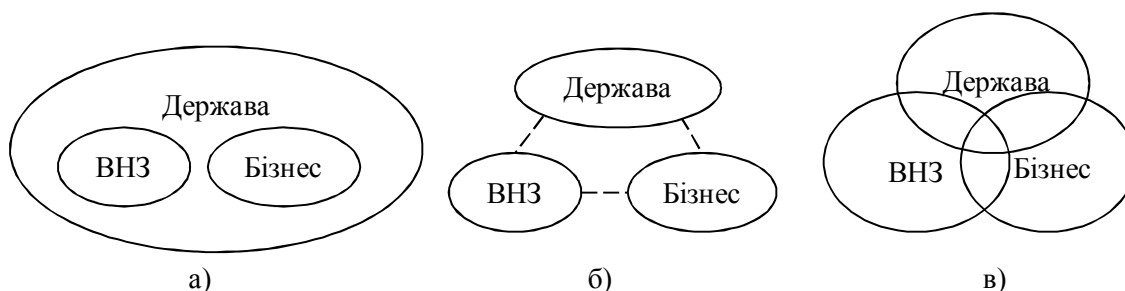 Держава
ВНЗ Бізнес
а)
Держава
ВНЗ Бізнес
б)
Держава
ВНЗ Бізнес
в)